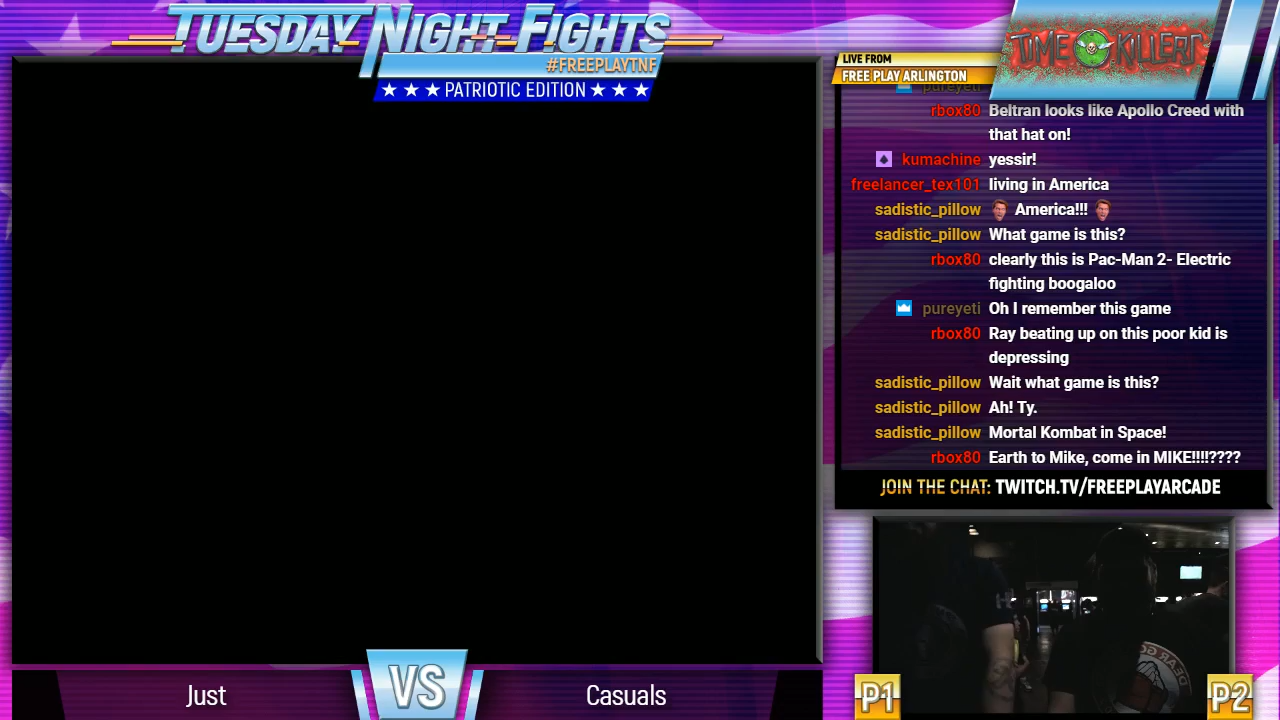 TUESDAY NIGHT FIGHTS
#FREEPLAYTNF
★ ★ ★ PATRIOTIC EDITION ★ ★ ★
TIME KILLERS
LIVE FROM
FREE PLAY ARLINGTON
pureyeti
rbox80 Beltran looks like Apollo Creed with
that hat on!
kumachine yessir!
freelancer_tex101 living in America
sadistic_pillow America!!!
sadistic_pillow What game is this?
rbox80 clearly this is Pac-Man 2- Electric
fighting boogaloo
pureyeti Oh I remember this game
rbox80 Ray beating up on this poor kid is
depressing
sadistic_pillow Wait what game is this?
sadistic_pillow Ah! Ty.
sadistic_pillow Mortal Kombat in Space!
rbox80 Earth to Mike, come in MIKE!!!!????
JOIN THE CHAT: TWITCH.TV/FREEPLAYARCADE
Just VS Casuals
P1 P2